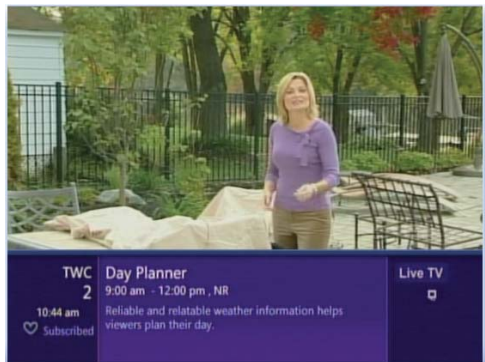 TWC
2
10:44 am
Subscribed
Day Planner
9:00 am - 12:00 pm , NR
Reliable and relatable weather information helps
viewers plan their day.
Live TV